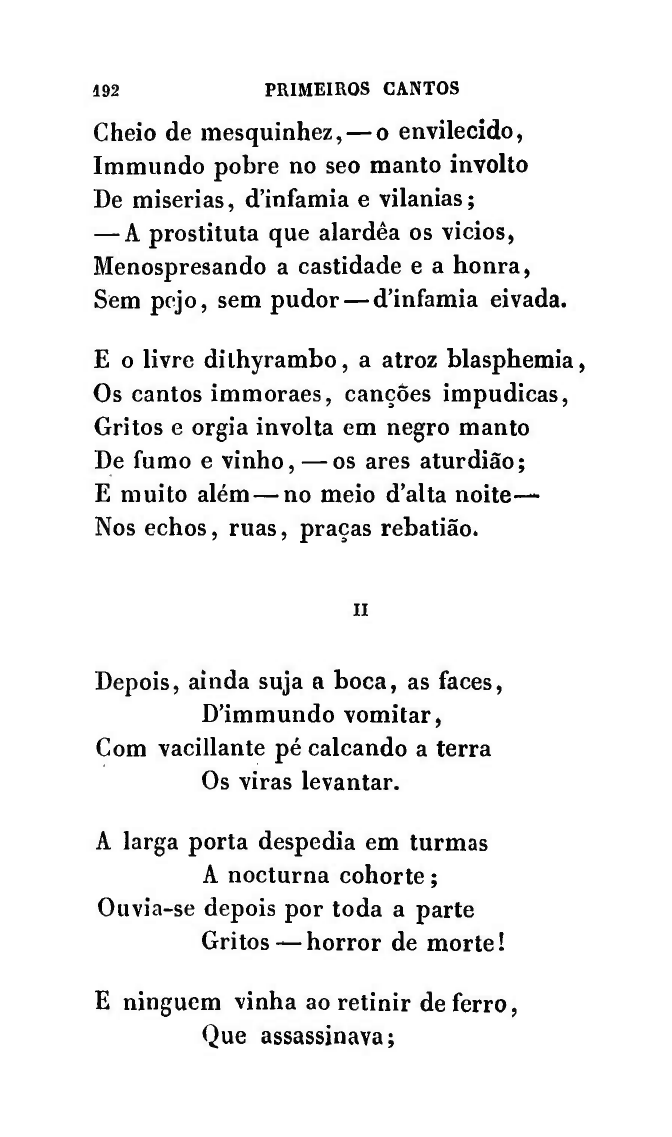 192 PRIMEIROS CANTOS
Cheio de mesquinhez, — o envilecido,
Immundo pobre no seo manto involto
De miserias, d'infamia e vilanias;
— A prostituta que alardêa os vicios,
Menospresando a castidade e a honra,
Sem pejo, sem pudor — d'infamia eivada.
E o livre dithyrambo, a atroz blasphemia,
Os cantos immoraes, canções impudicas,
Gritos e orgia involta em negro manto
De fumo e vinho, — os ares aturdião;
E muito além — no meio d'alta noite —
Nos echos, ruas, praças rebatião.
II
Depois, ainda suja a boca, as faces,
D'immundo vomitar,
Com vacillante pé calcando a terra
Os viras levantar.
A larga porta despedia em turmas
A nocturna cohorte;
Ouvia-se depois por toda a parte
Gritos — horror de morte!
E ninguem vinha ao retinir de ferro,
Que assassinava;